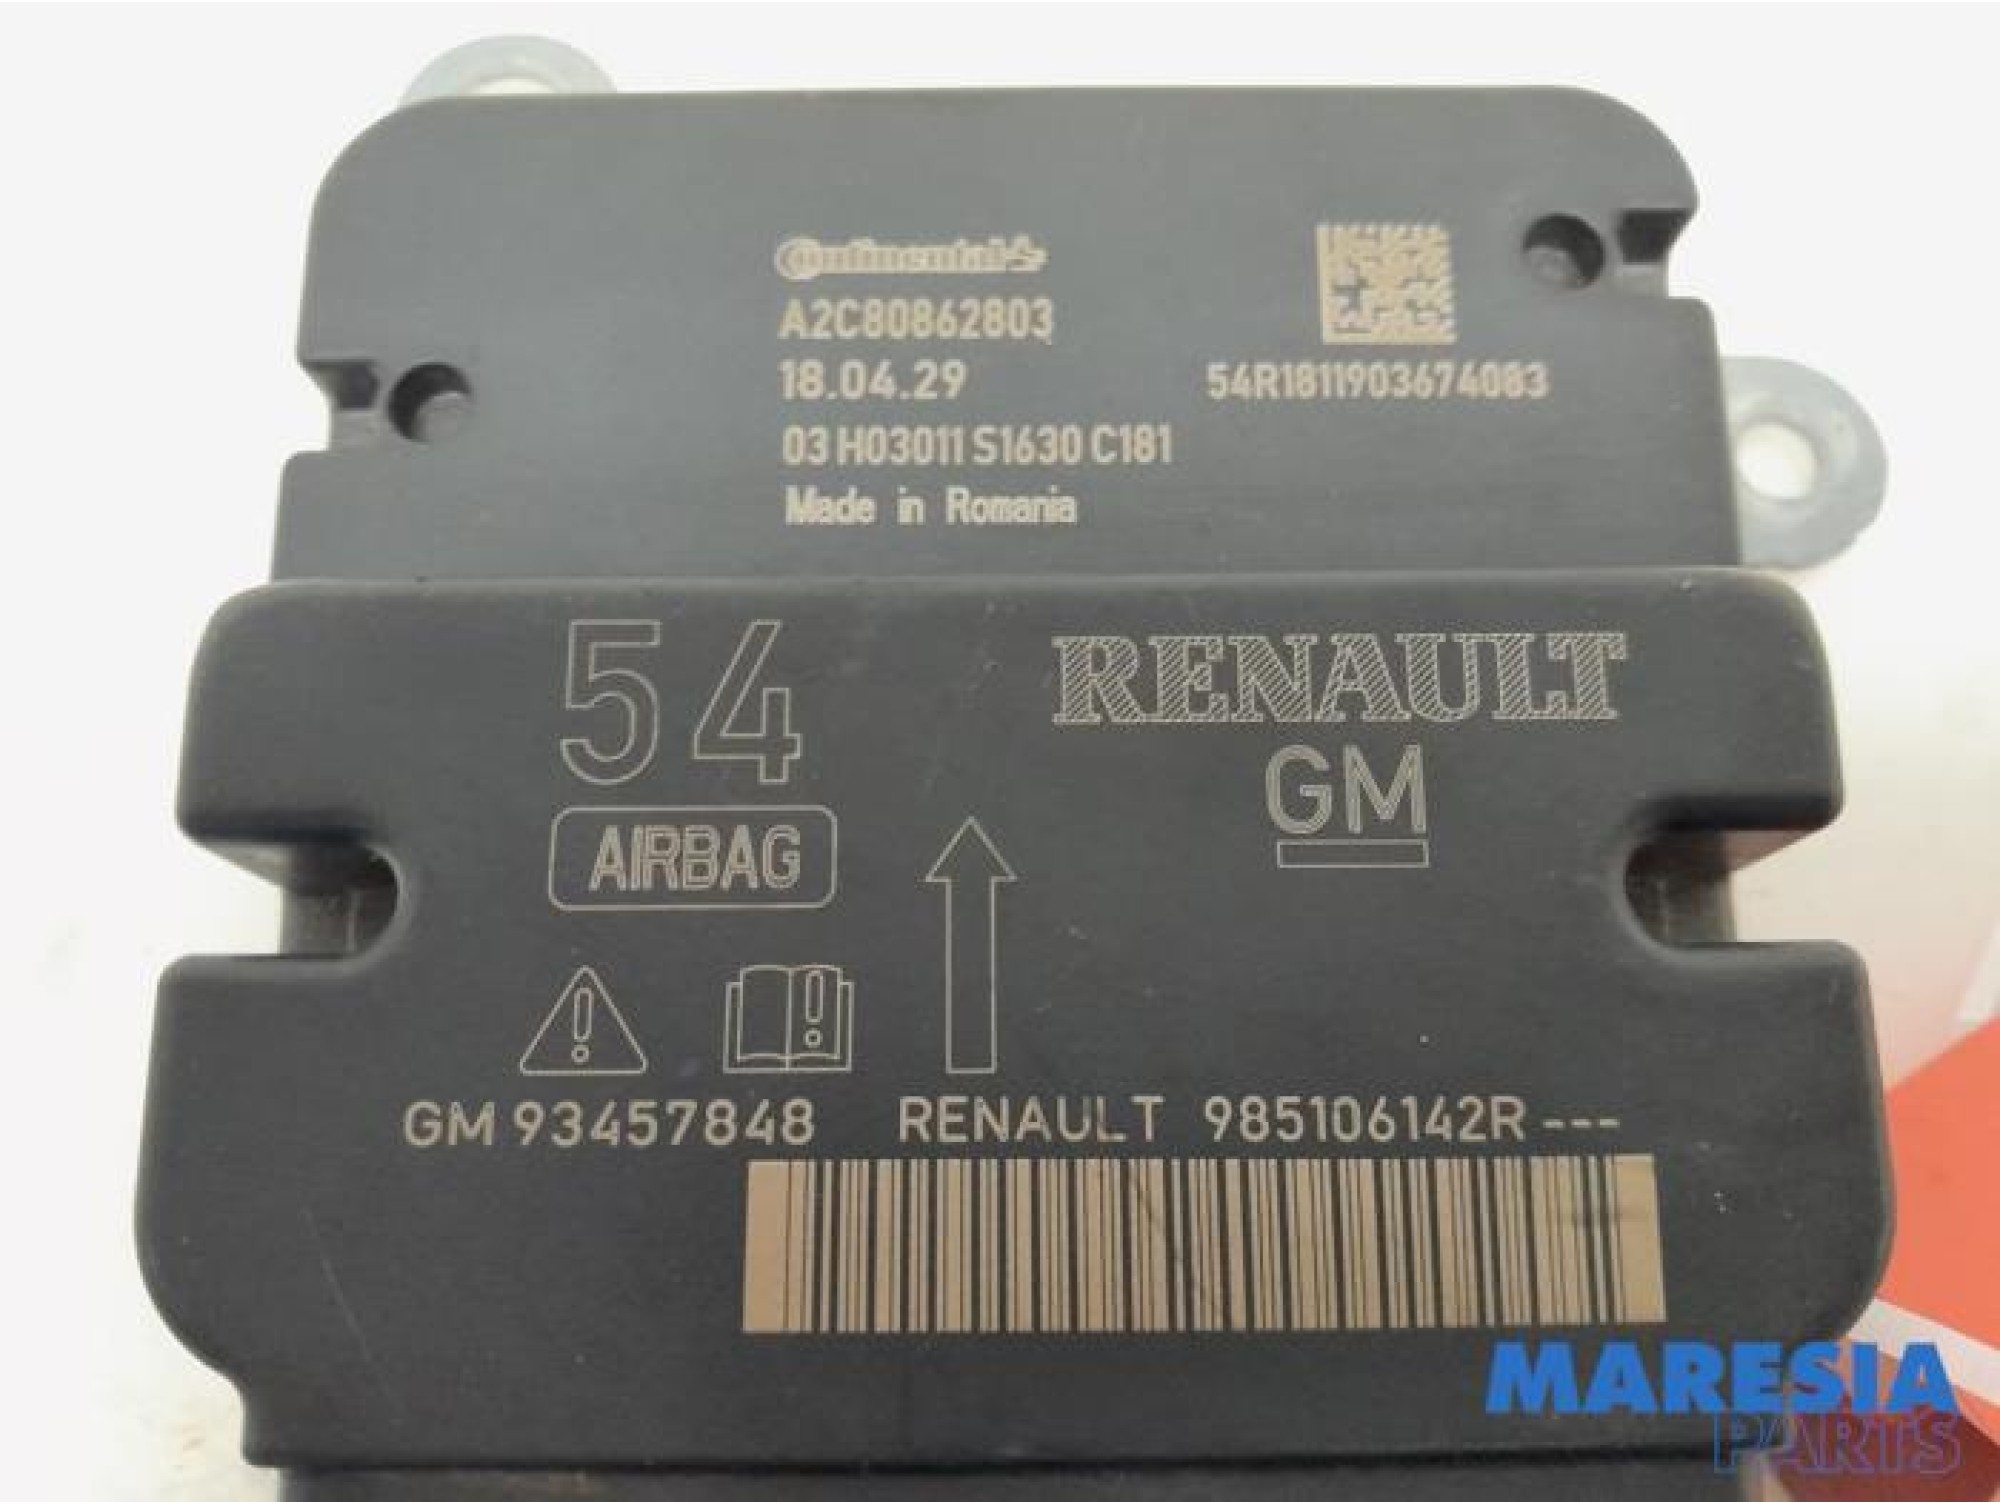 Continental
A2C80862803
18.04.29
54R1811903674083
03 H03011 S1630 C181
Made in Romania
54
RENAULT
GM
AIRBAG
GM 93457848 RENAULT 985106142R ---
MARESIA
PARTS